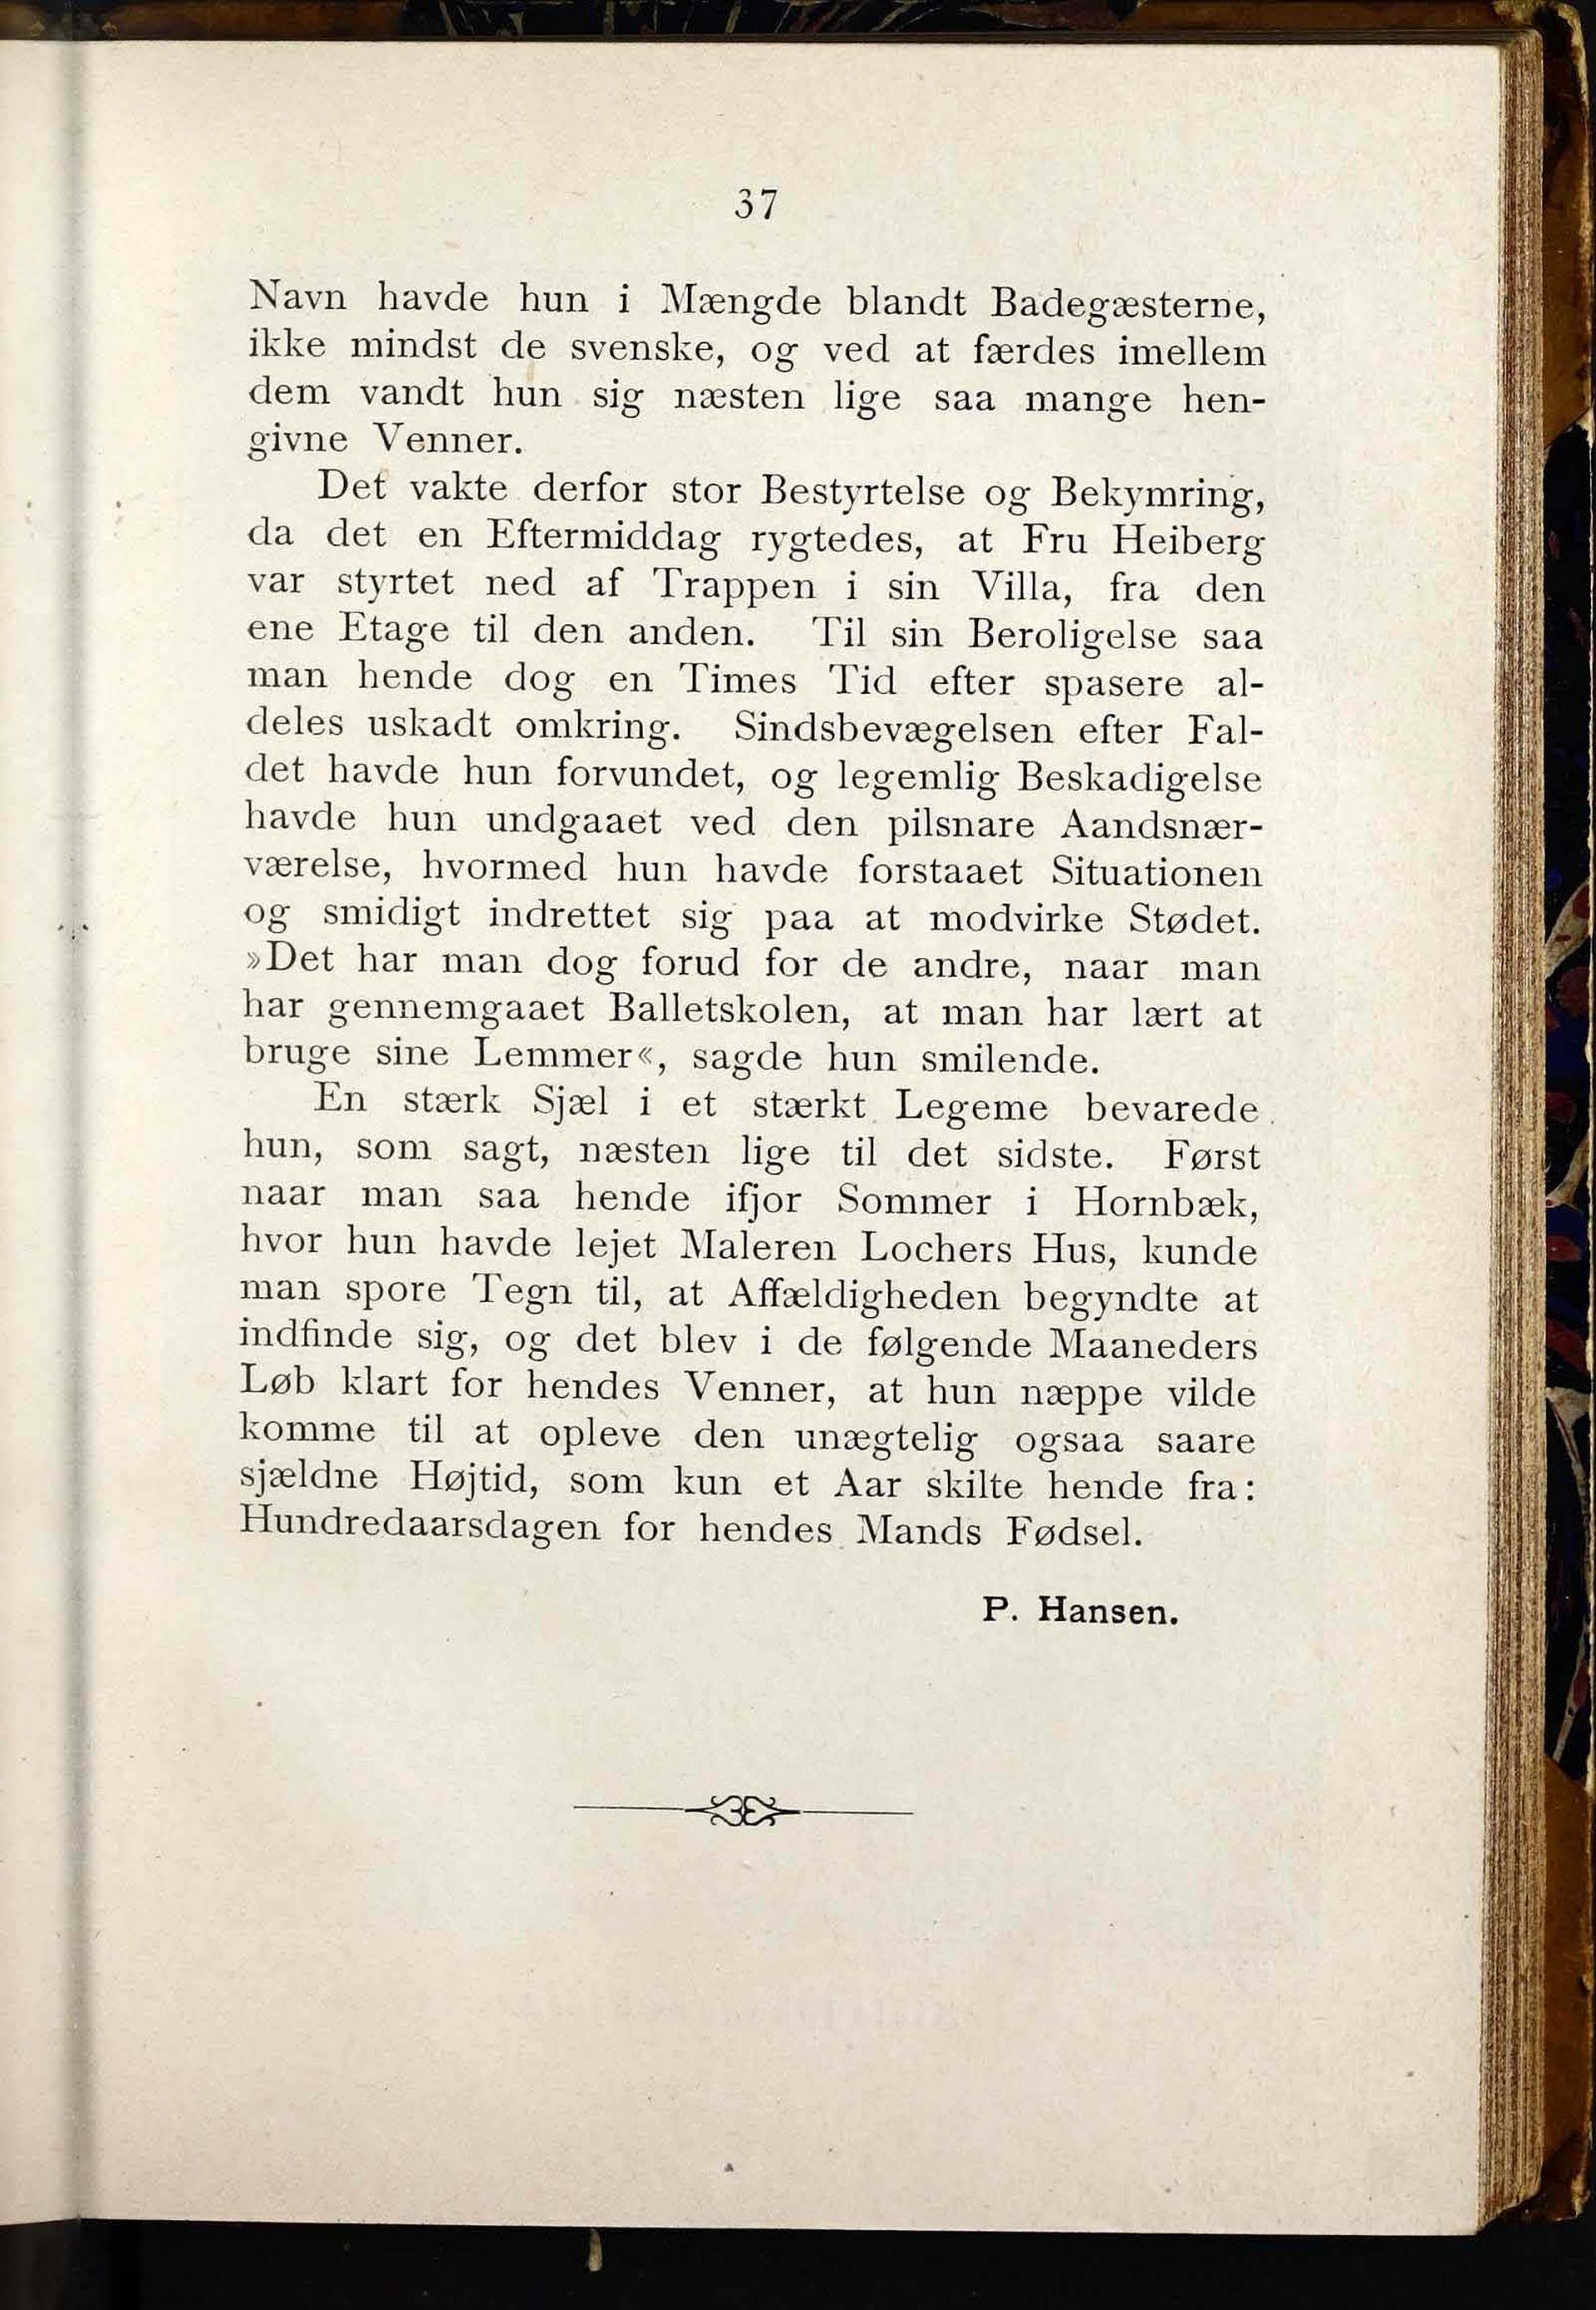 37
Navn havde hun i Mængde blandt Badegæsterne,
ikke mindst de svenske, og ved at færdes imellem
dem vandt hun sig næsten lige saa mange hen-
givne Venner.
Det vakte derfor stor Bestyrtelse og Bekymring,
da det en Eftermiddag rygtedes, at Fru Heiberg
var styrtet ned af Trappen i sin Villa, fra den
ene Etage til den anden. Til sin Beroligelse saa
man hende dog en Times Tid efter spasere al-
deles uskadt omkring. Sindsbevægelsen efter Fal-
det havde hun forvundet, og legemlig Beskadigelse
havde hun undgaaet ved den pilsnare Aandsnær-
værelse, hvormed hun havde forstaaet Situationen
og smidigt indrettet sig paa at modvirke Stødet.
»Det har man dog forud for de andre, naar man
har gennemgaaet Balletskolen, at man har lært at
bruge sine Lemmer«, sagde hun smilende.
En stærk Sjæl i et stærkt Legeme bevarede
hun, som sagt, næsten lige til det sidste. Først
naar man saa hende ifjor Sommer i Hornbæk,
hvor hun havde lejet Maleren Lochers Hus, kunde
man spore Tegn til, at Affældigheden begyndte at
indfinde sig, og det blev i de følgende Maaneders
Løb klart for hendes Venner, at hun næppe vilde
komme til at opleve den unægtelig ogsaa saare
sjældne Højtid, som kun et Aar skilte hende fra:
Hundredaarsdagen for hendes Mands Fødsel.
P. Hansen.